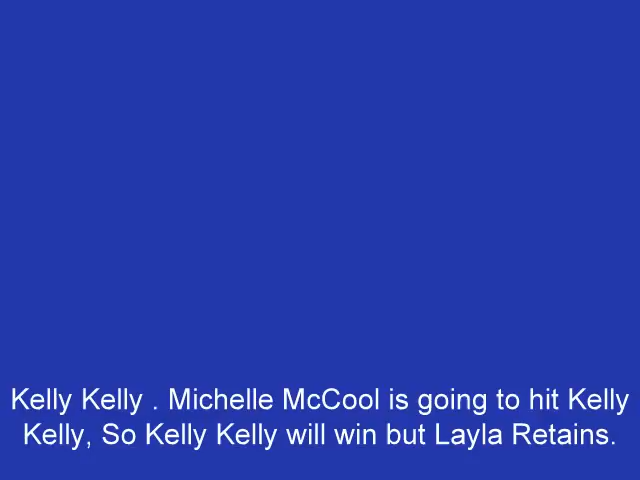 Kelly Kelly . Michelle McCool is going to hit Kelly
Kelly, So Kelly Kelly will win but Layla Retains.